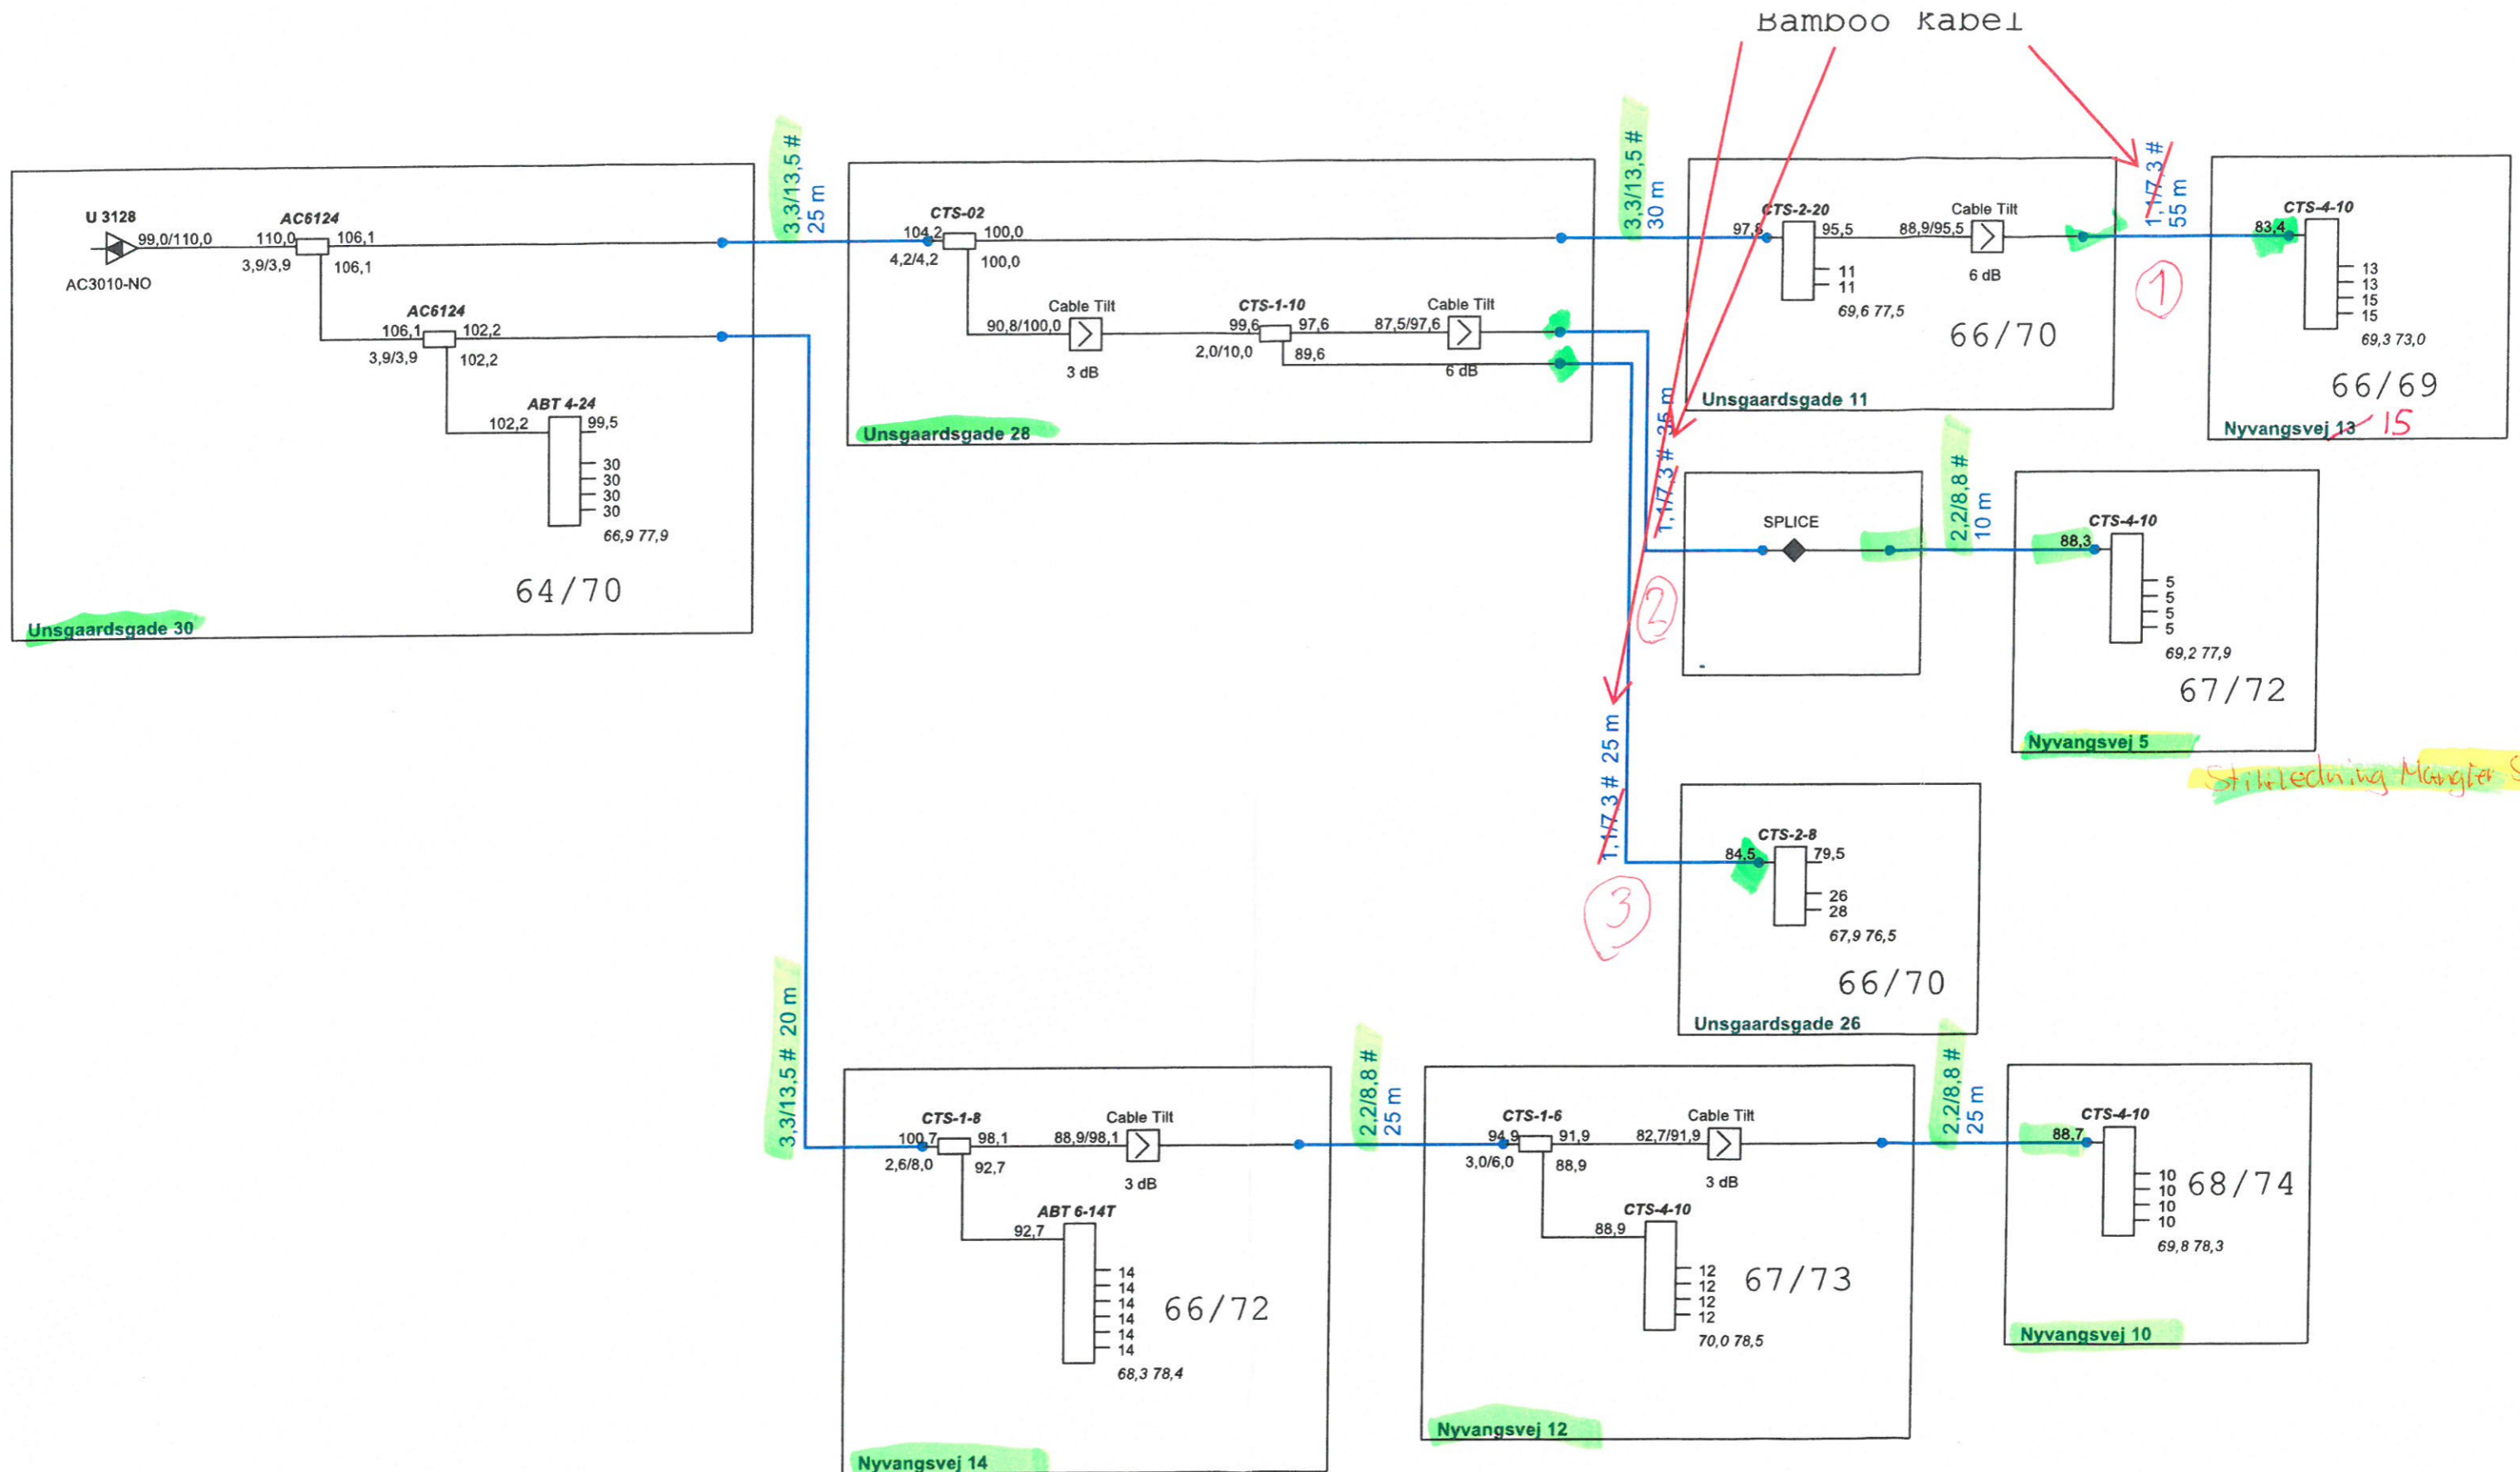 Bamboo kabel
U 3128
99,0/110,0
AC3010-NO
AC6124
110,0
106,1
3,9/3,9
106,1
AC6124
106,1
102,2
3,9/3,9
102,2
ABT 4-24
102,2
99,5
30
30
30
30
66,9 77,9
64/70
Unsgaardsgade 30
3,3/13,5 #
25 m
CTS-02
104,2
100,0
4,2/4,2
100,0
Cable Tilt
90,8/100,0
3 dB
CTS-1-10
99,6
97,6
2,0/10,0
89,6
Cable Tilt
87,5/97,6
6 dB
Unsgaardsgade 28
3,3/13,5 #
30 m
CTS-2-20
97,8
95,5
11
11
69,6 77,5
Cable Tilt
88,9/95,5
6 dB
66/70
Unsgaardsgade 11
1,1/7,3 #
55 m
1
CTS-4-10
83,4
13
13
15
15
69,3 73,0
66/69
Nyvangsvej 13
15
1,1/7,3 # 35 m
2
SPLICE
2,2/8,8 #
10 m
CTS-4-10
88,3
5
5
5
5
69,2 77,9
67/72
Nyvangsvej 5
Stikledning Mangler
1,1/7,3 # 25 m
3
CTS-2-8
84,5
79,5
26
28
67,9 76,5
66/70
Unsgaardsgade 26
3,3/13,5 # 20 m
CTS-1-8
100,7
98,1
2,6/8,0
92,7
Cable Tilt
88,9/98,1
3 dB
ABT 6-14T
92,7
14
14
14
14
14
14
68,3 78,4
66/72
Nyvangsvej 14
2,2/8,8 #
25 m
CTS-1-6
94,9
91,9
3,0/6,0
88,9
Cable Tilt
82,7/91,9
3 dB
CTS-4-10
88,9
12
12
12
12
70,0 78,5
67/73
Nyvangsvej 12
2,2/8,8 #
25 m
CTS-4-10
88,7
10
10
10
10
69,8 78,3
68/74
Nyvangsvej 10